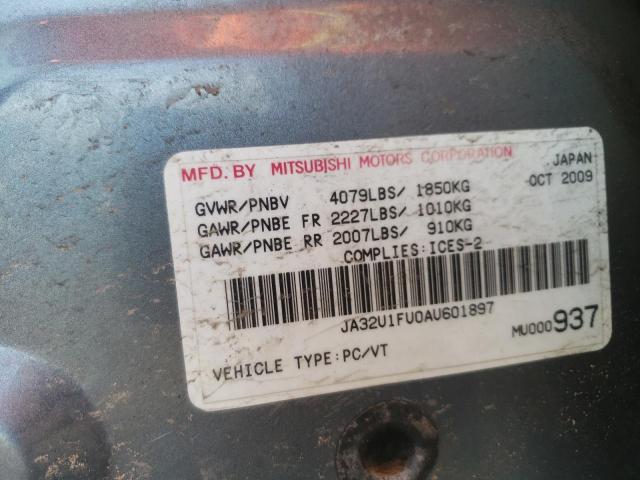 MFD. BY MITSUBISHI MOTORS CORPORATION JAPAN
GVWR/PNBV 4079LBS/ 1850KG OCT 2009
GAWR/PNBE FR 2227LBS/ 1010KG
GAWR/PNBE RR 2007LBS/ 910KG
COMPLIES:ICES-2
JA32U1FU0AU601897
MU000937
VEHICLE TYPE:PC/VT